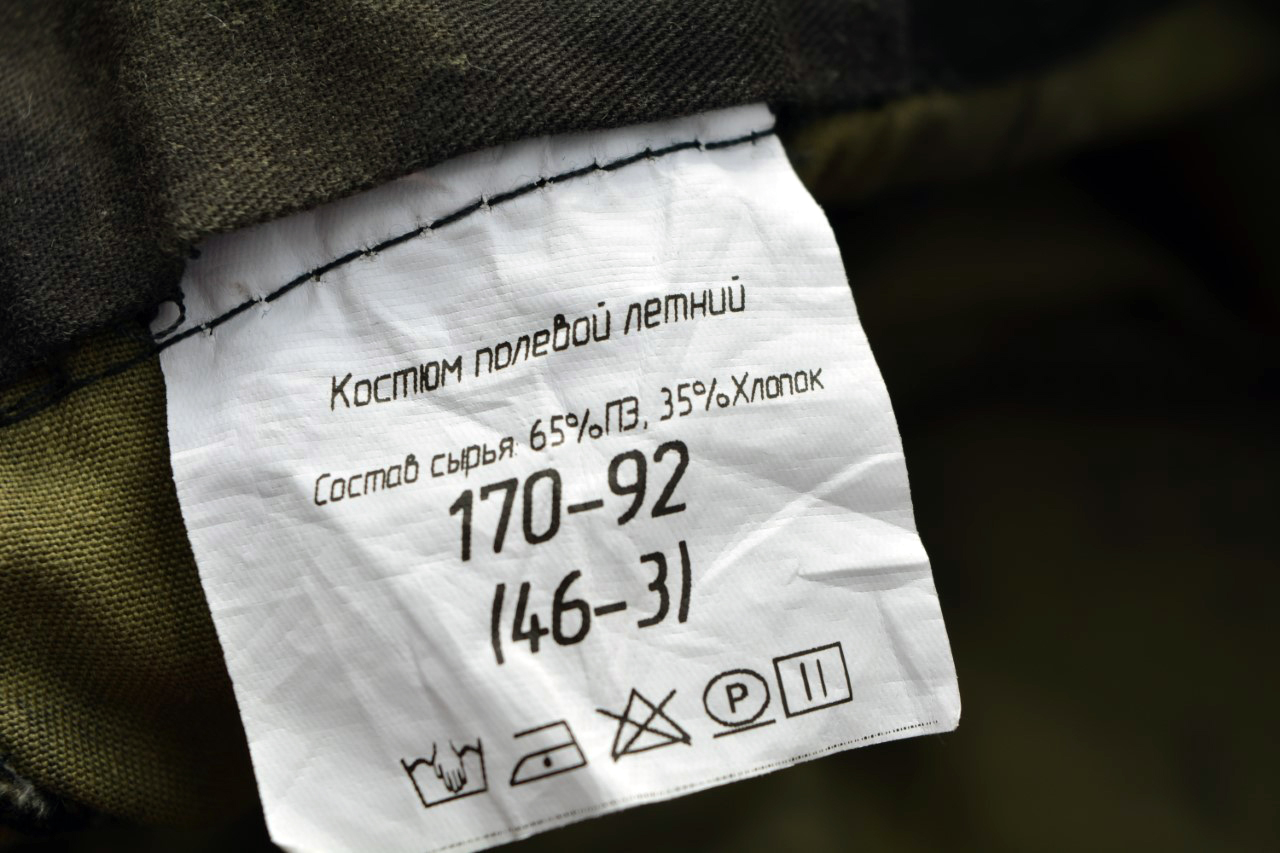 Костюм полевой летний
Состав сырья: 65%ПЭ, 35%Хлопок
170-92
(46-3)
P